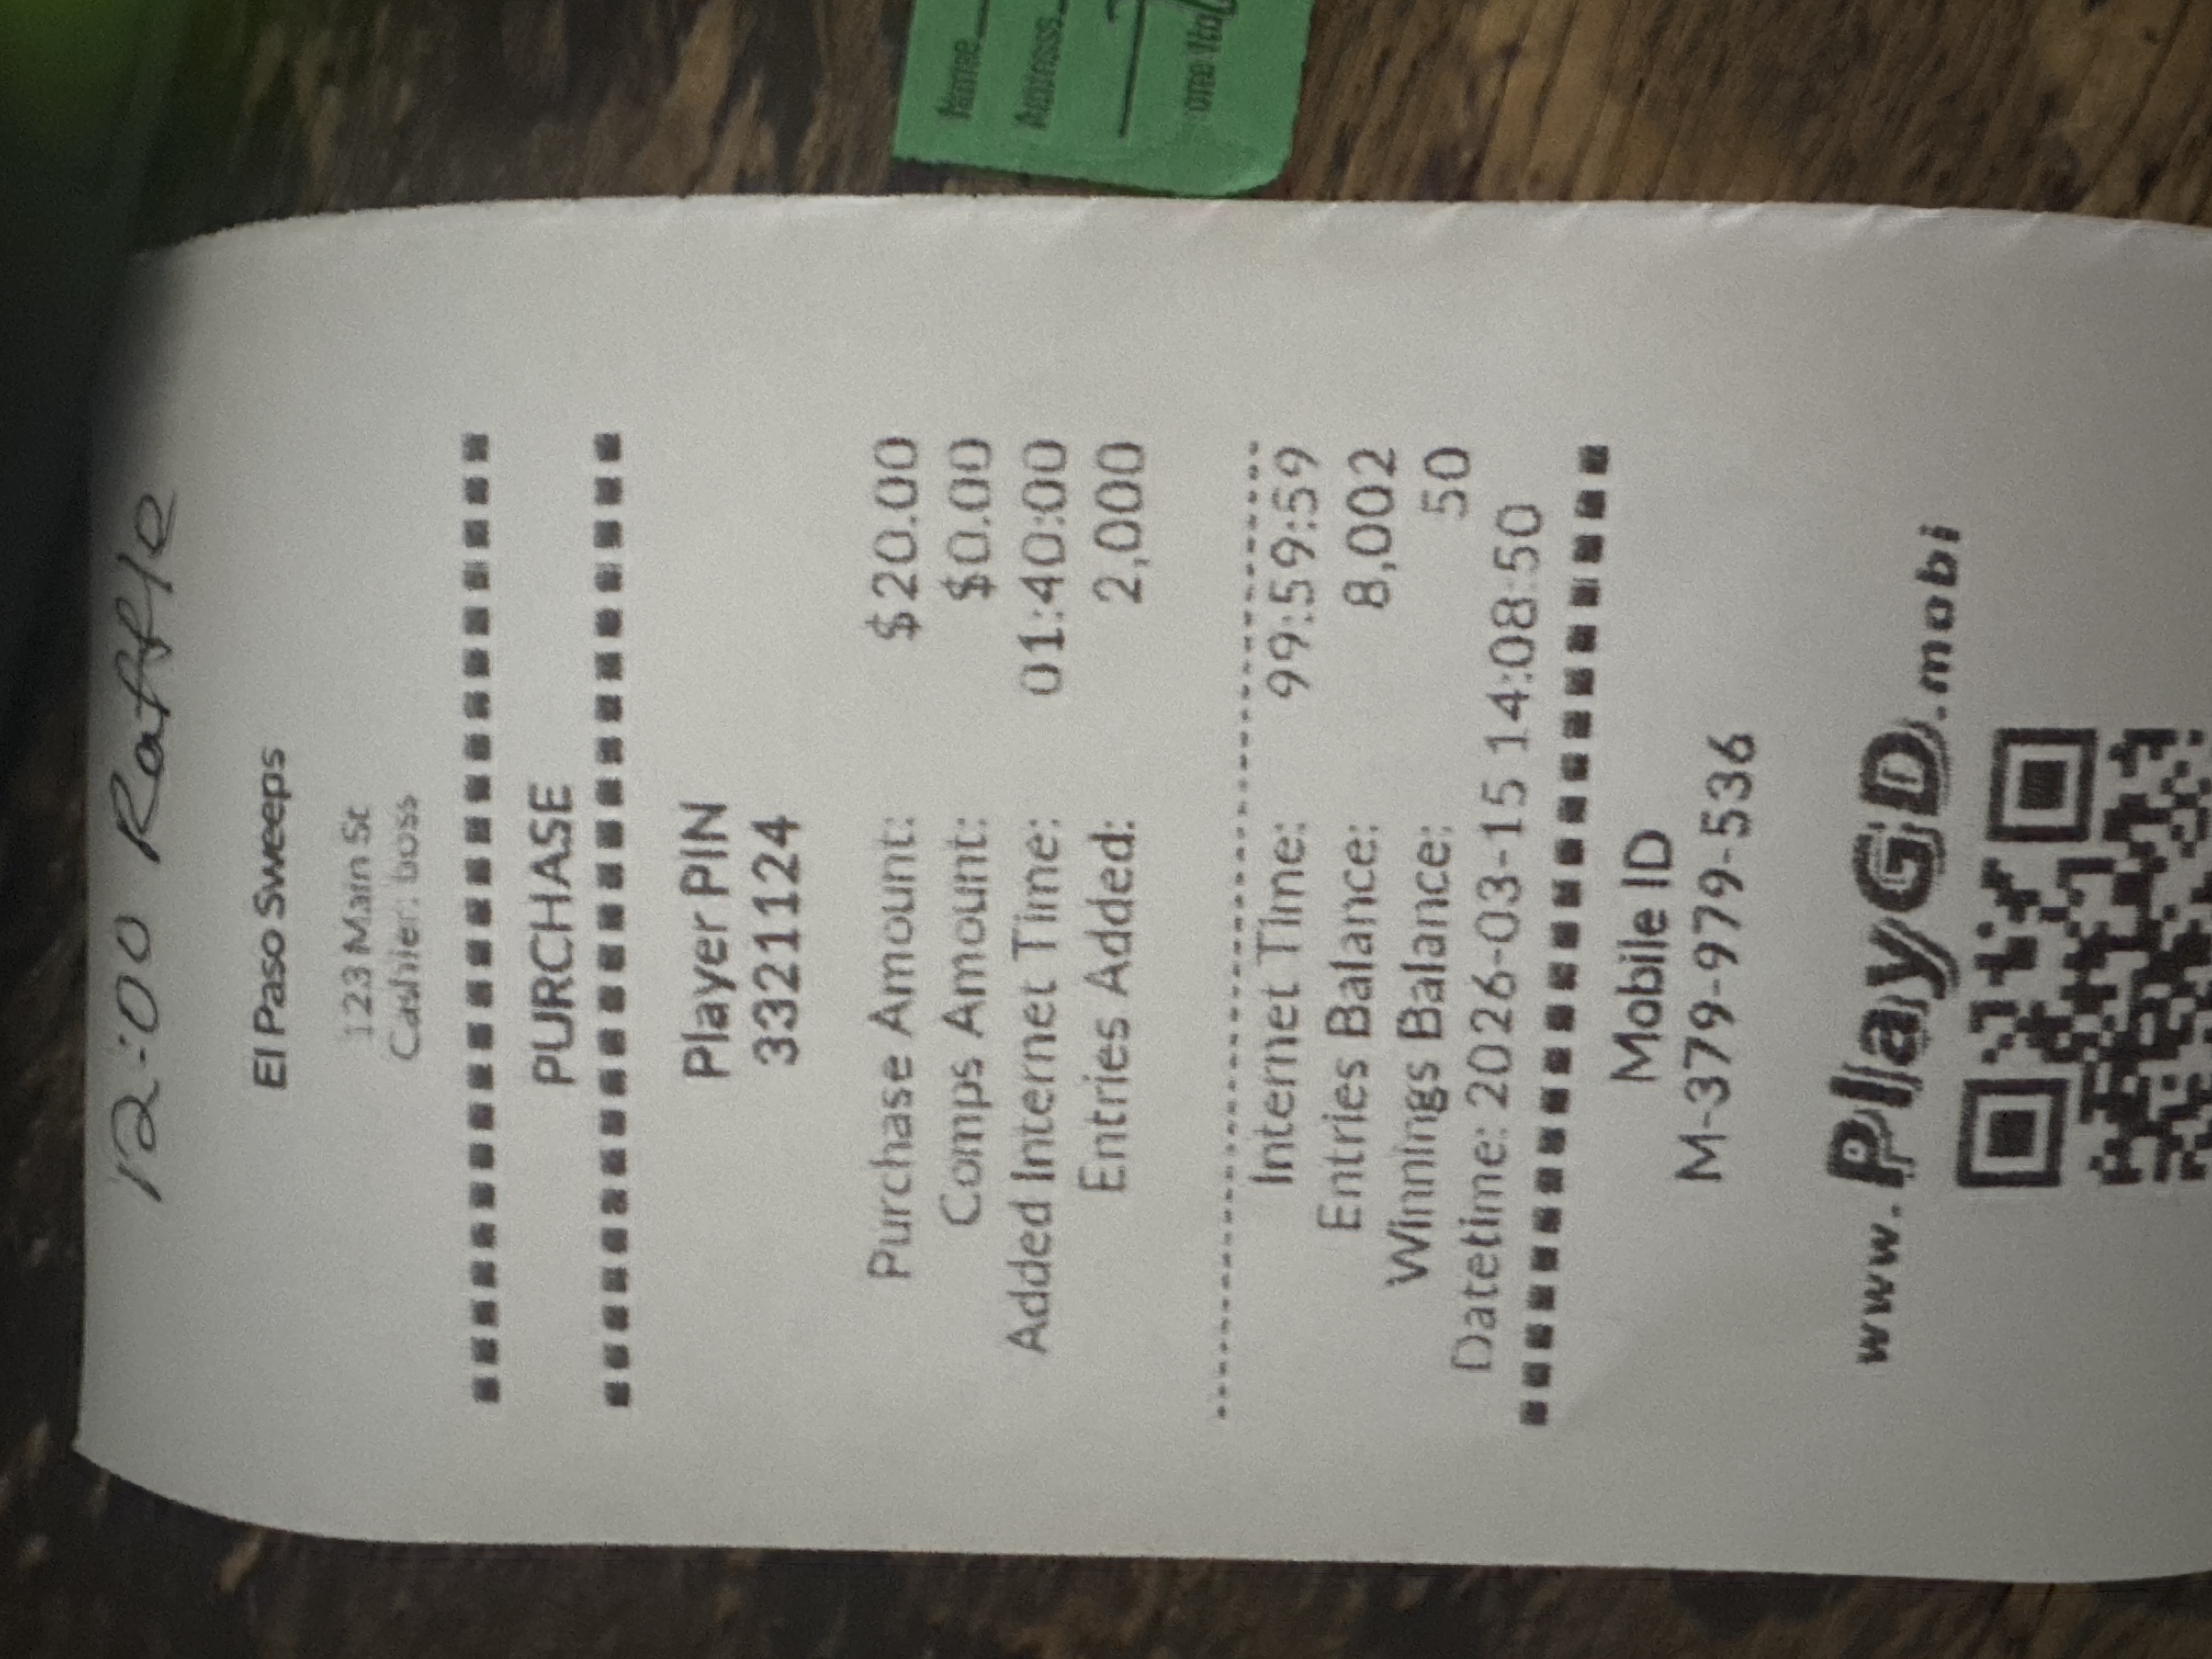 12:00 Raffle
El Paso Sweeps
123 Main St
Cashier: boss
PURCHASE
Player PIN
3321124
Purchase Amount: $20.00
Comps Amount: $0.00
Added Internet Time: 01:40:00
Entries Added: 2,000
Internet Time: 99:59:59
Entries Balance: 8,002
Winnings Balance: 50
Datetime: 2026-03-15 14:08:50
Mobile ID
M-379-979-536
www.PlayGD.mobi
Name
Address